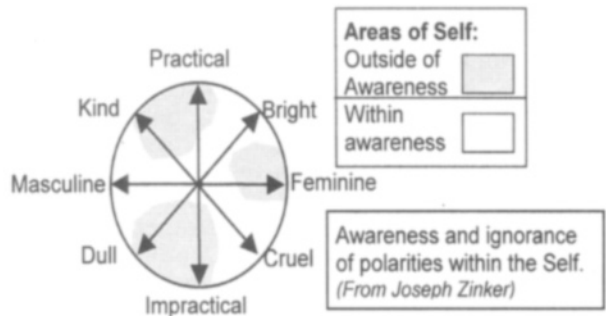 Practical
Kind
Bright
Masculine
Feminine
Dull
Cruel
Impractical
Areas of Self:
Outside of
Awareness
Within
awareness
Awareness and ignorance
of polarities within the Self.
(From Joseph Zinker)